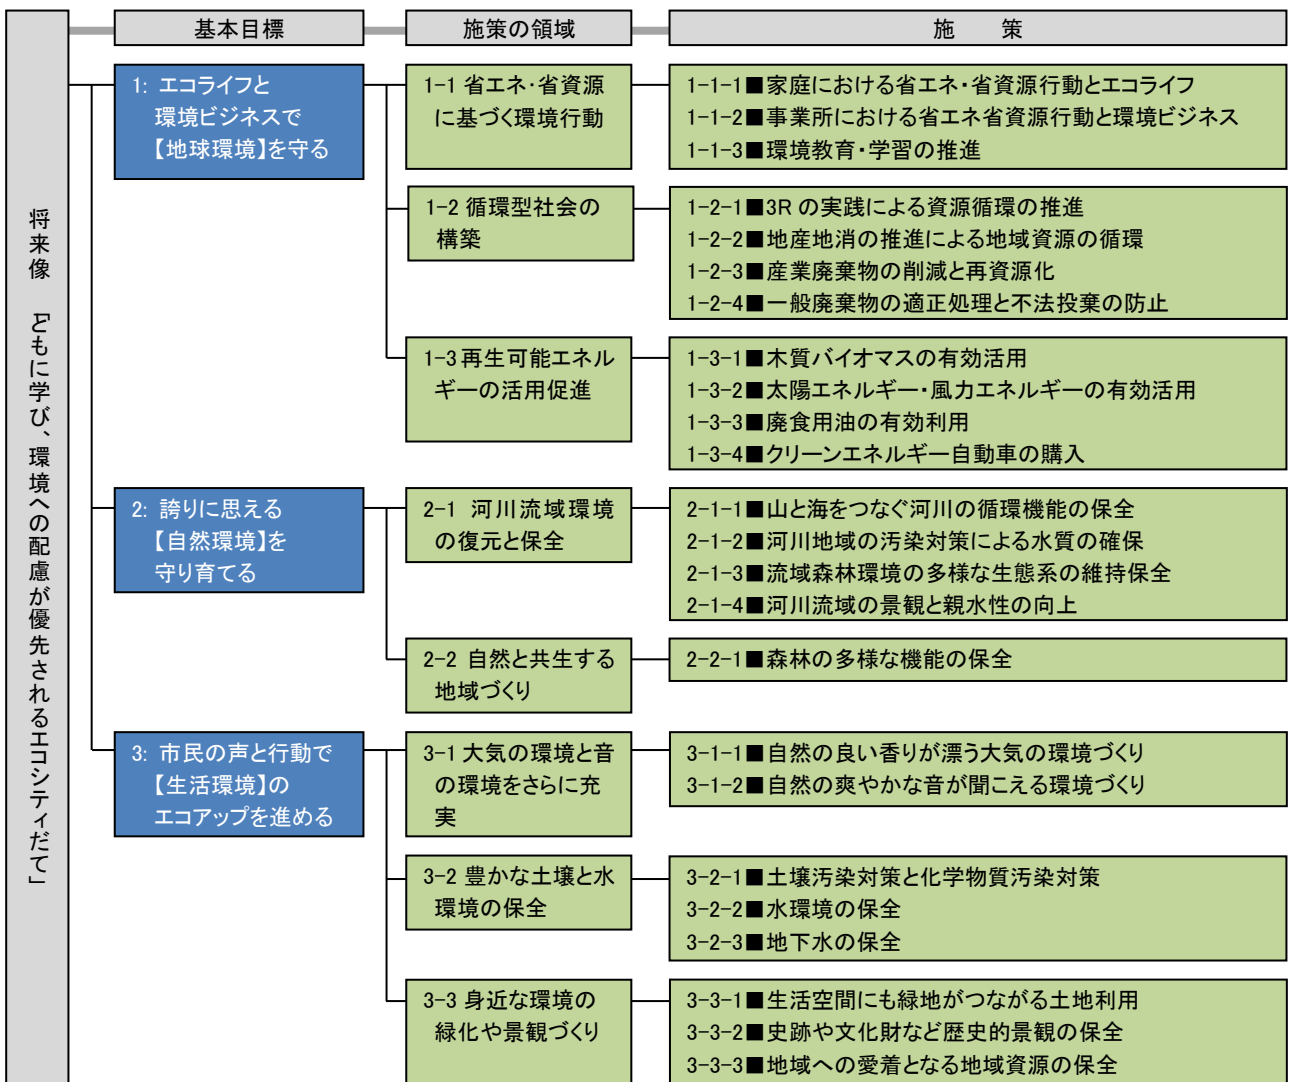 基本目標
施策の領域
施 策
将来像 「ともに学び、環境への配慮が優先されるエコシティだて」
1: エコライフと
環境ビジネスで
【地球環境】を守る
1-1 省エネ・省資源
に基づく環境行動
1-1-1■家庭における省エネ・省資源行動とエコライフ
1-1-2■事業所における省エネ省資源行動と環境ビジネス
1-1-3■環境教育・学習の推進
1-2 循環型社会の
構築
1-2-1■3R の実践による資源循環の推進
1-2-2■地産地消の推進による地域資源の循環
1-2-3■産業廃棄物の削減と再資源化
1-2-4■一般廃棄物の適正処理と不法投棄の防止
1-3 再生可能エネル
ギーの活用促進
1-3-1■木質バイオマスの有効活用
1-3-2■太陽エネルギー・風力エネルギーの有効活用
1-3-3■廃食用油の有効利用
1-3-4■クリーンエネルギー自動車の購入
2: 誇りに思える
【自然環境】を
守り育てる
2-1 河川流域環境
の復元と保全
2-1-1■山と海をつなぐ河川の循環機能の保全
2-1-2■河川地域の汚染対策による水質の確保
2-1-3■流域森林環境の多様な生態系の維持保全
2-1-4■河川流域の景観と親水性の向上
2-2 自然と共生する
地域づくり
2-2-1■森林の多様な機能の保全
3: 市民の声と行動で
【生活環境】の
エコアップを進める
3-1 大気の環境と音
の環境をさらに充
実
3-1-1■自然の良い香りが漂う大気の環境づくり
3-1-2■自然の爽やかな音が聞こえる環境づくり
3-2 豊かな土壌と水
環境の保全
3-2-1■土壌汚染対策と化学物質汚染対策
3-2-2■水環境の保全
3-2-3■地下水の保全
3-3 身近な環境の
緑化や景観づくり
3-3-1■生活空間にも緑地がつながる土地利用
3-3-2■史跡や文化財など歴史的景観の保全
3-3-3■地域への愛着となる地域資源の保全